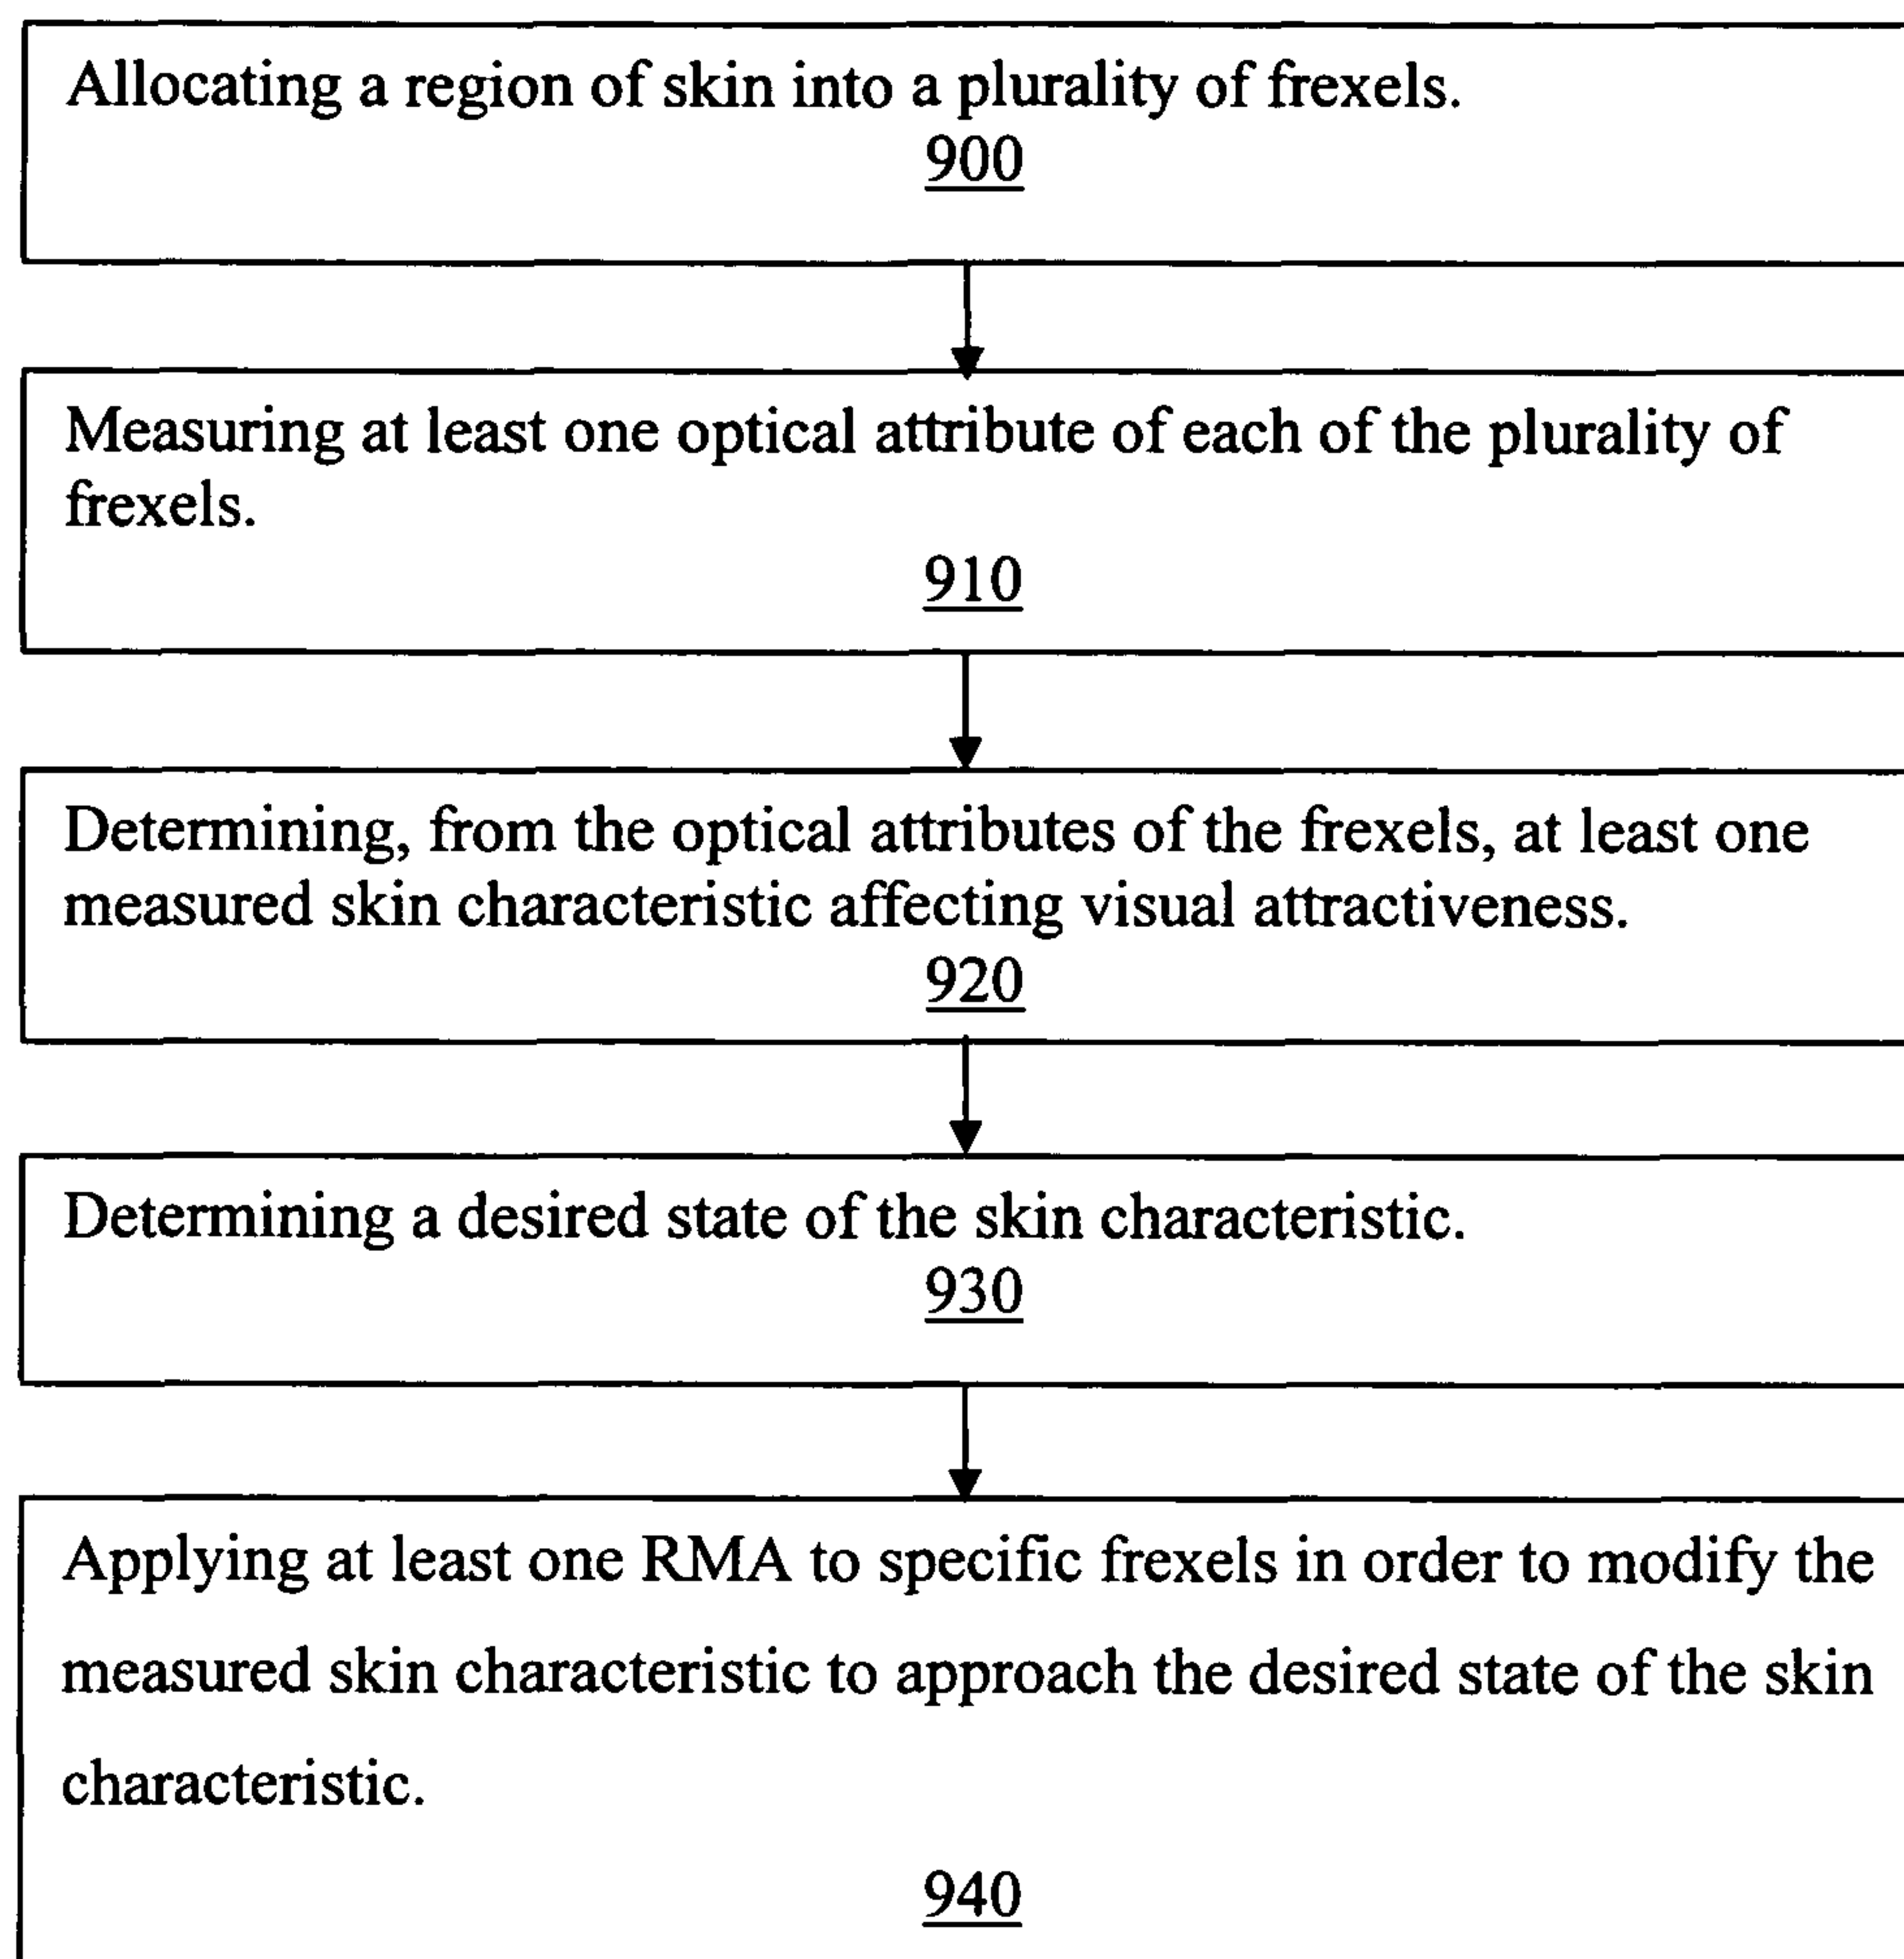 Allocating a region of skin into a plurality of frexels.
900
Measuring at least one optical attribute of each of the plurality of
frexels.
910
Determining, from the optical attributes of the frexels, at least one
measured skin characteristic affecting visual attractiveness.
920
Determining a desired state of the skin characteristic.
930
Applying at least one RMA to specific frexels in order to modify the
measured skin characteristic to approach the desired state of the skin
characteristic.
940